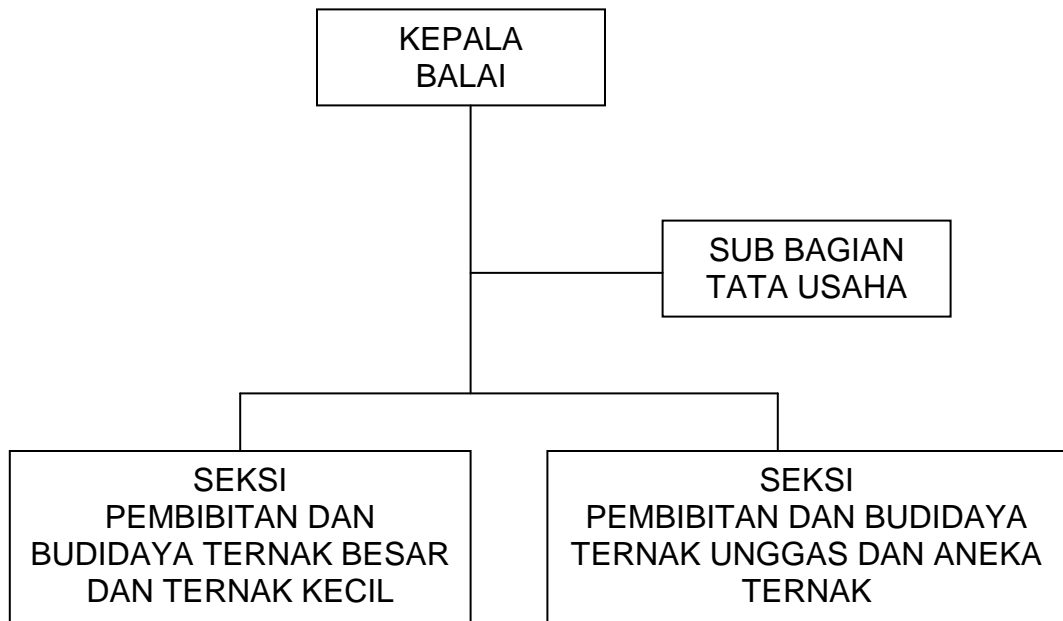 KEPALA
BALAI
SUB BAGIAN
TATA USAHA
SEKSI
PEMBIBITAN DAN
BUDIDAYA TERNAK BESAR
DAN TERNAK KECIL
SEKSI
PEMBIBITAN DAN BUDIDAYA
TERNAK UNGGAS DAN ANEKA
TERNAK